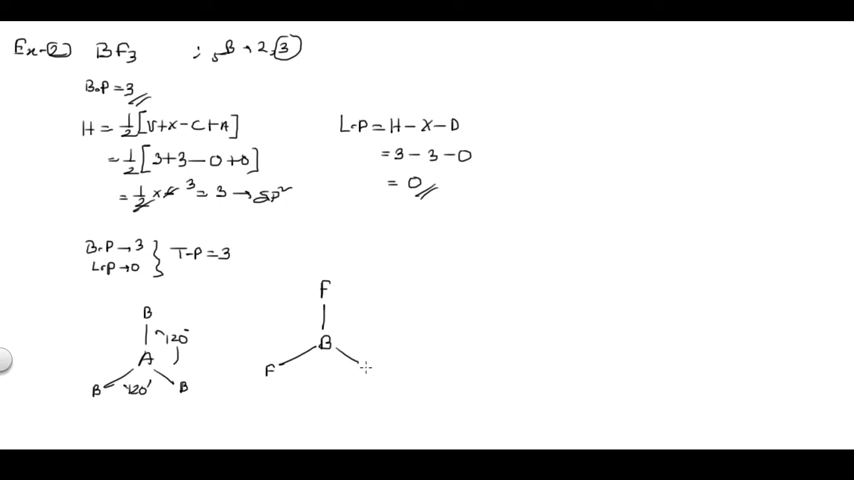 Ex-② BF₃ ; ₅B → 2,③
B.P = 3
H = 1/2 [V+X-C+A]
= 1/2 [3+3-0+0]
= 1/2 × 6 3 = 3 → SP²
L.P = H - X - D
= 3 - 3 - 0
= 0
B.P → 3
L.P → 0
} T.P = 3
B
120°
A
B 120° B
F
B
F